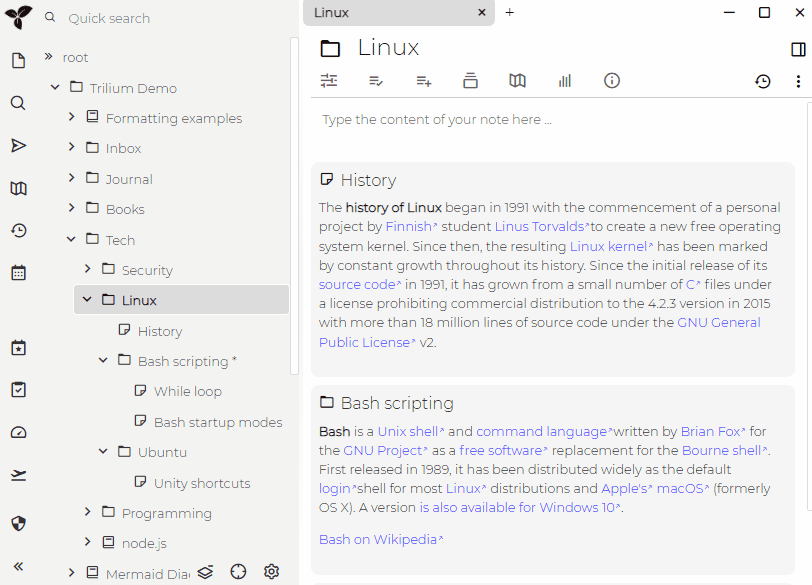 Quick search
root
Trilium Demo
Formatting examples
Inbox
Journal
Books
Tech
Security
Linux
History
Bash scripting *
While loop
Bash startup modes
Ubuntu
Unity shortcuts
Programming
node.js
Mermaid Dia
Linux
Linux
Type the content of your note here ...
History
The history of Linux began in 1991 with the commencement of a personal
project by Finnish student Linus Torvalds to create a new free operating
system kernel. Since then, the resulting Linux kernel has been marked
by constant growth throughout its history. Since the initial release of its
source code in 1991, it has grown from a small number of C files under
a license prohibiting commercial distribution to the 4.2.3 version in 2015
with more than 18 million lines of source code under the GNU General
Public License v2.
Bash scripting
Bash is a Unix shell and command language written by Brian Fox for
the GNU Project as a free software replacement for the Bourne shell.
First released in 1989, it has been distributed widely as the default
login shell for most Linux distributions and Apple's macOS (formerly
OS X). A version is also available for Windows 10.
Bash on Wikipedia